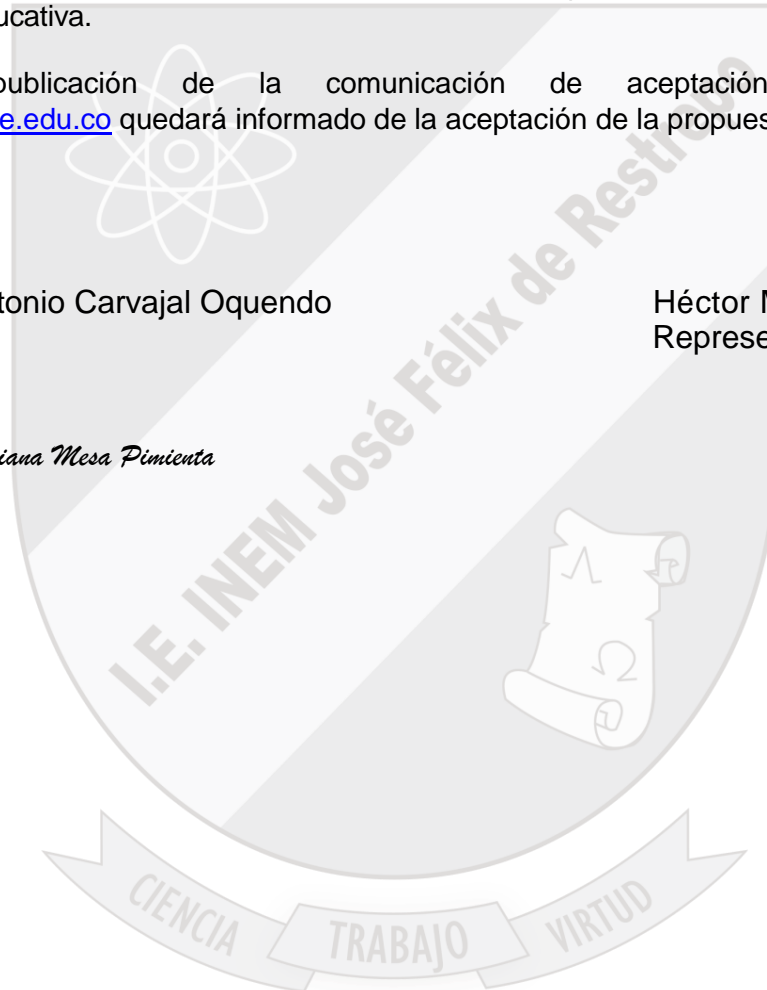 ucativa.
publicación de la comunicación de aceptación
e.edu.co quedará informado de la aceptación de la propues
tonio Carvajal Oquendo
Héctor M
Represe
iana Mesa Pimienta
I.E. INEM José Félix de Restrepo
Λ
Ω
CIENCIA TRABAJO VIRTUD